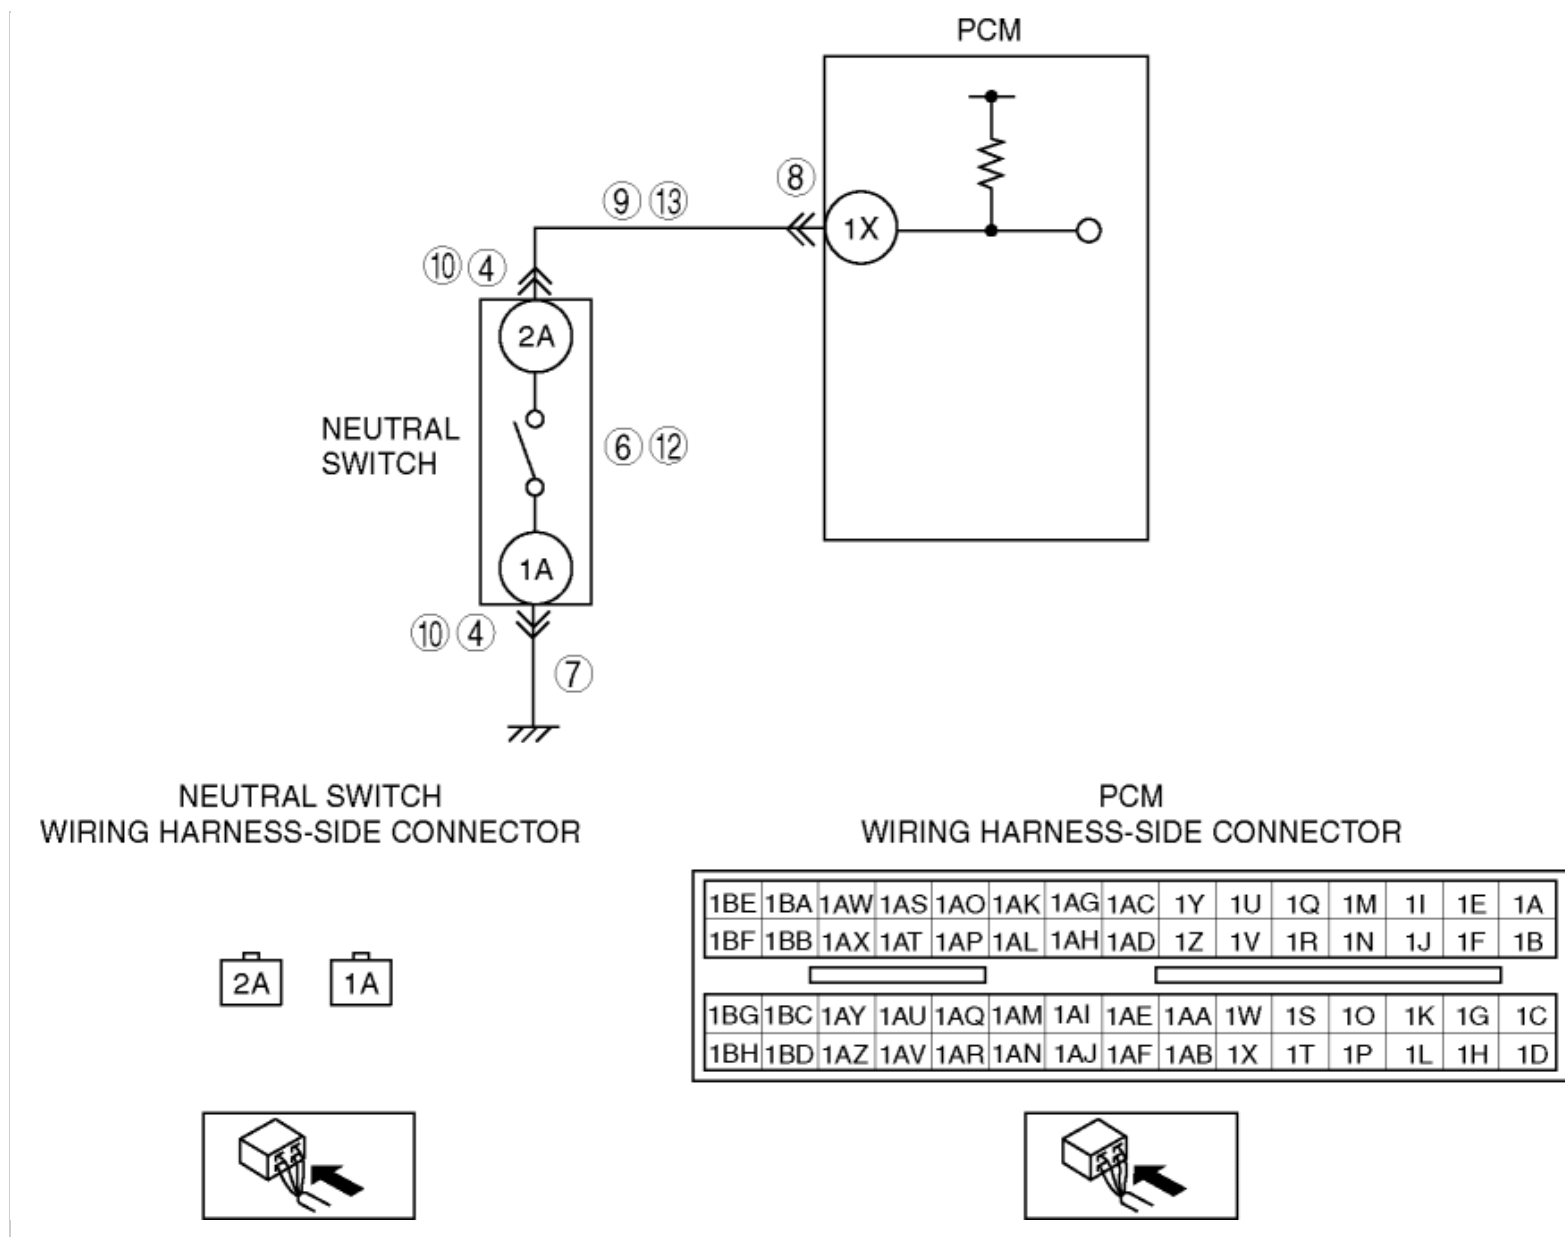 PCM
8
9 13
1X
10 4
2A
NEUTRAL
SWITCH
6 12
1A
10 4
7
NEUTRAL SWITCH
WIRING HARNESS-SIDE CONNECTOR
2A 1A
PCM
WIRING HARNESS-SIDE CONNECTOR
1BE 1BA 1AW 1AS 1AO 1AK 1AG 1AC 1Y 1U 1Q 1M 1I 1E 1A
1BF 1BB 1AX 1AT 1AP 1AL 1AH 1AD 1Z 1V 1R 1N 1J 1F 1B
1BG 1BC 1AY 1AU 1AQ 1AM 1AI 1AE 1AA 1W 1S 1O 1K 1G 1C
1BH 1BD 1AZ 1AV 1AR 1AN 1AJ 1AF 1AB 1X 1T 1P 1L 1H 1D